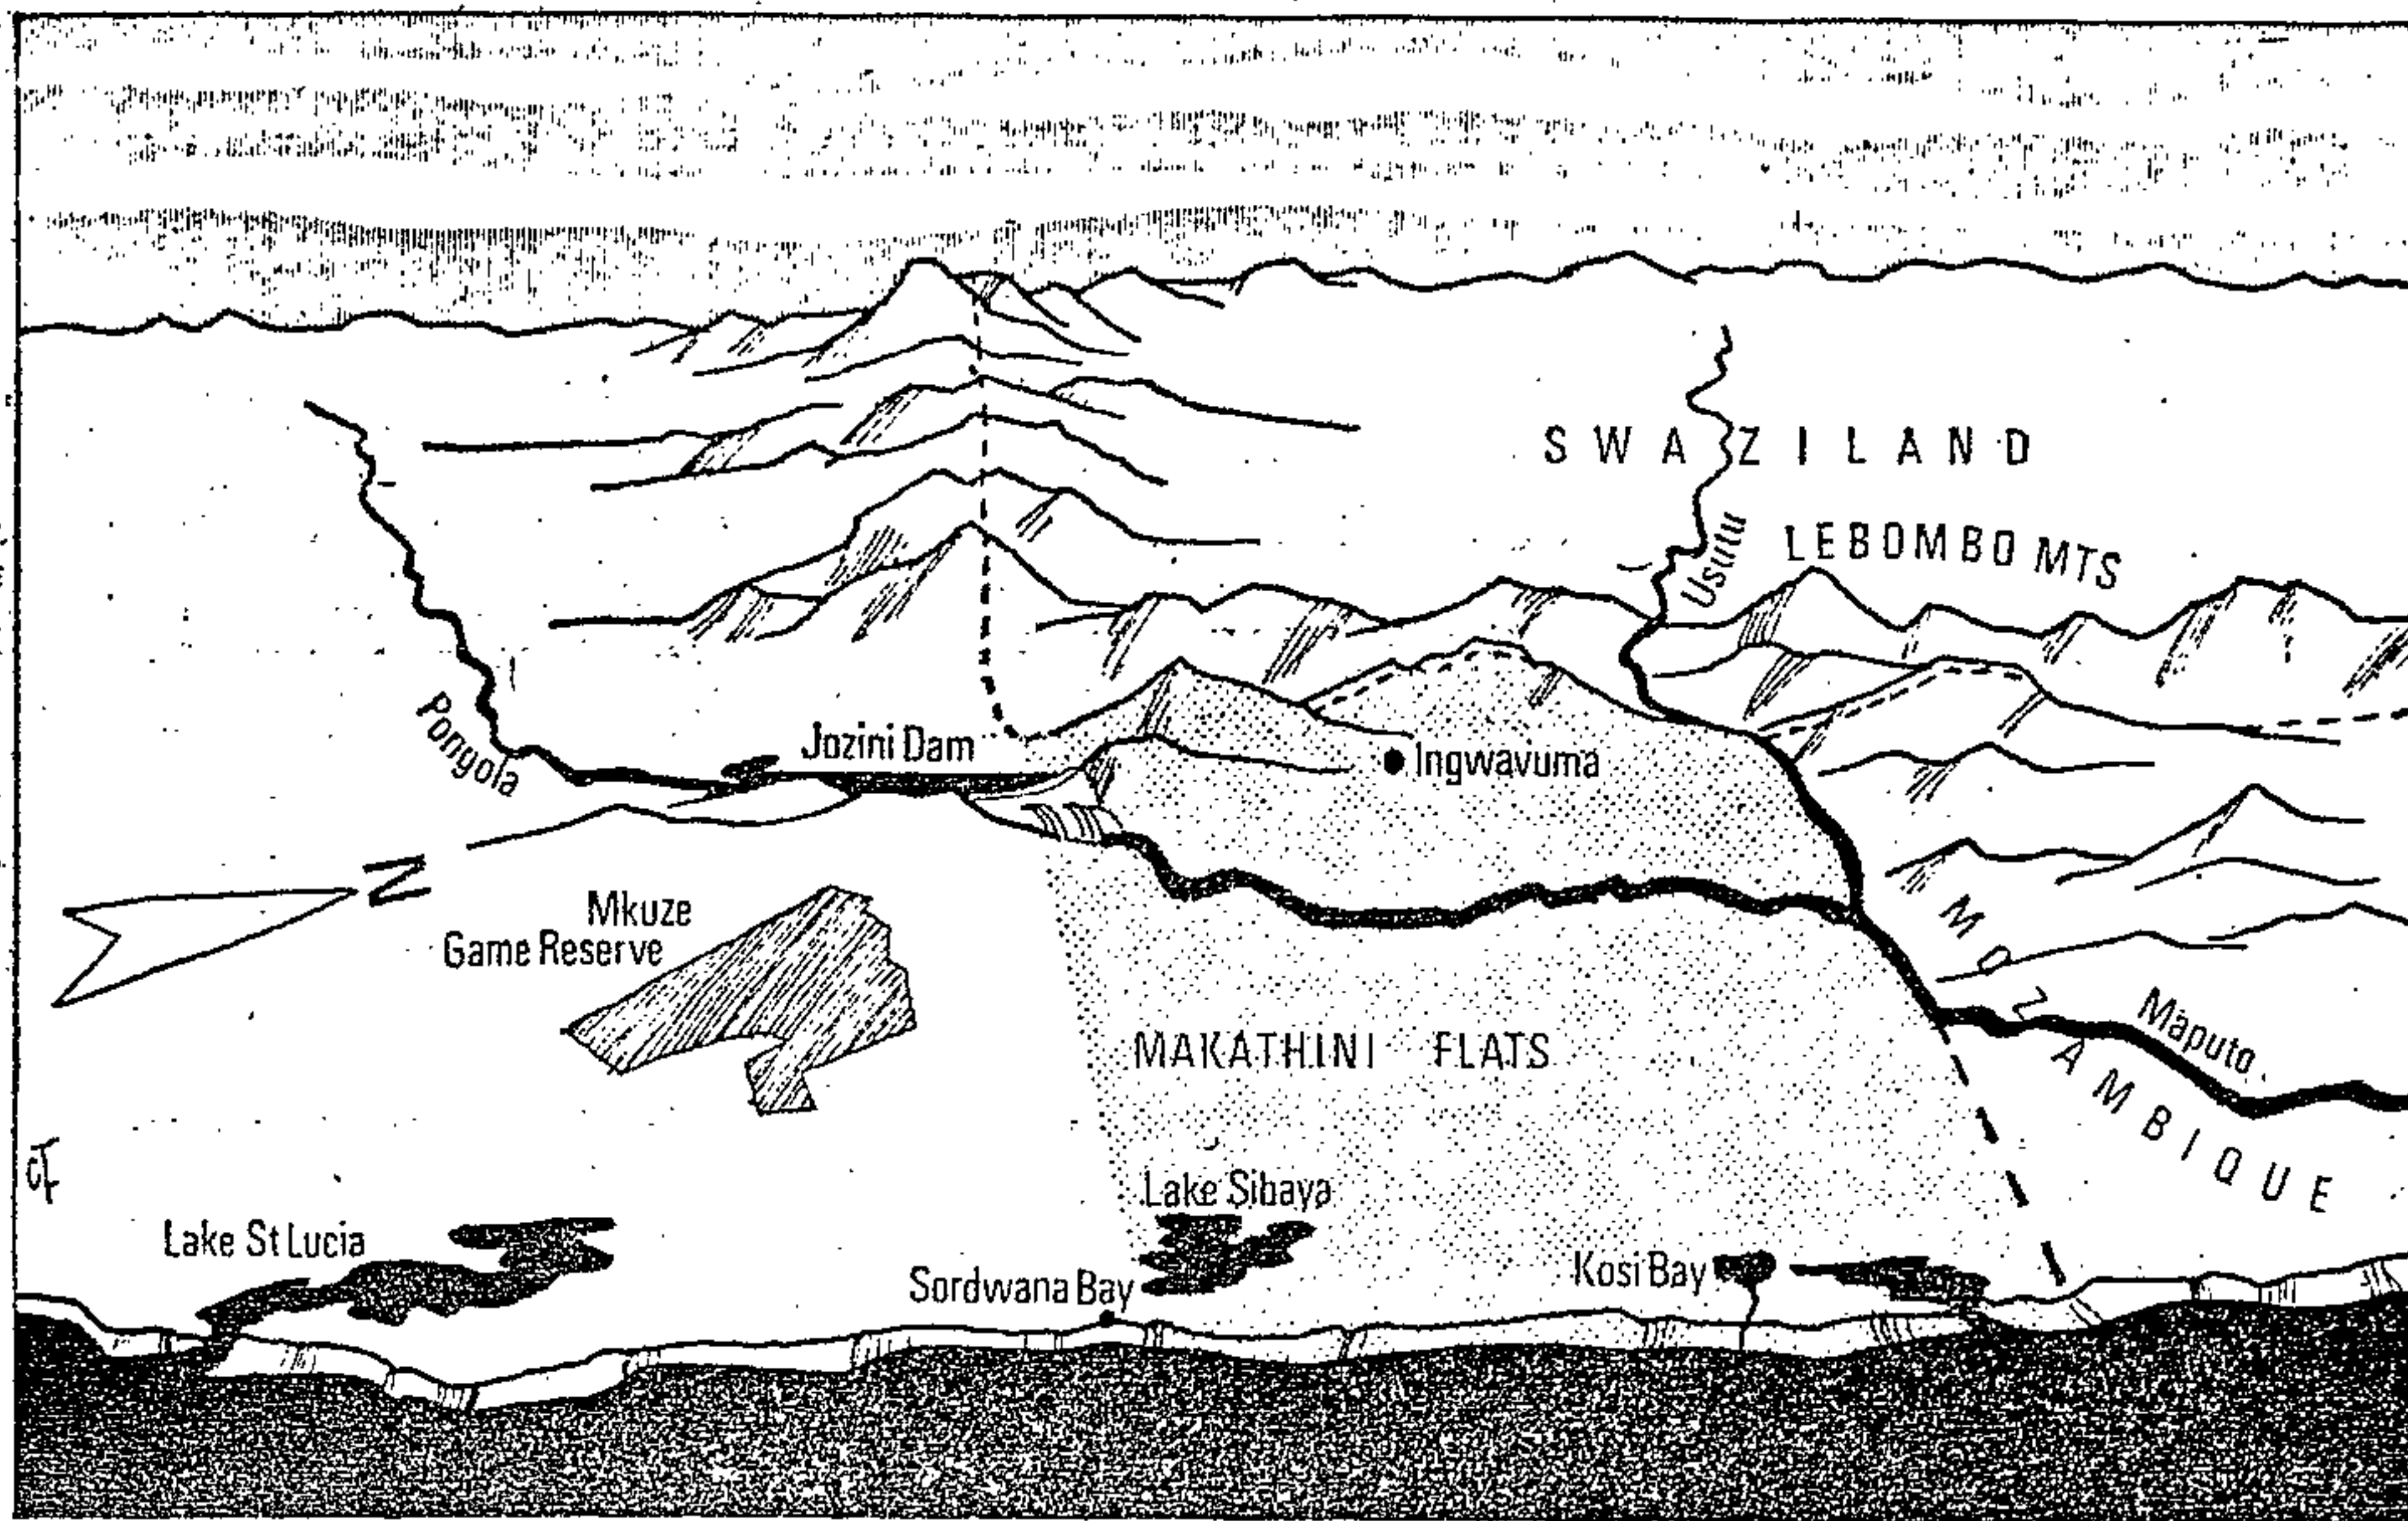 SWAZILAND
LEBOMBO MTS
Usutu
Ponyola
Jozini Dam
Ingwavuma
N
Mkuze
Game Reserve
MOZAMBIQUE
Maputo
MAKATHINI FLATS
Lake Sibaya
Lake St Lucia
Sordwana Bay
Kosi Bay